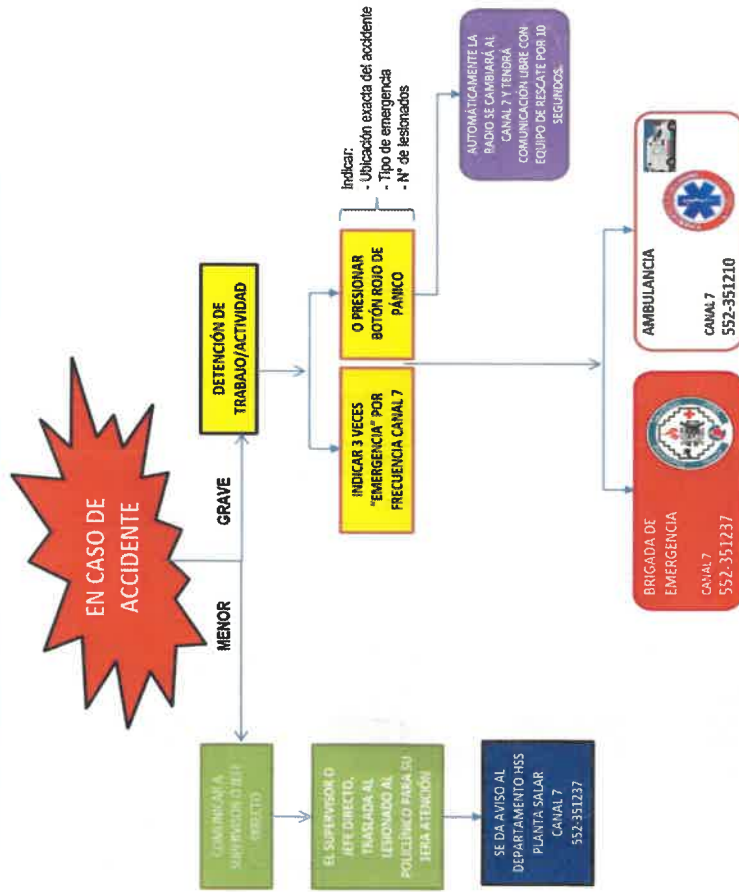 EN CASO DE
ACCIDENTE
MENOR
GRAVE
COMUNICAR A
SUPERVISOR O JEFE
DIRECTO
EL SUPERVISOR O
JEFE DIRECTO,
TRASLADA AL
LESIONADO AL
POLICLÍNICO PARA SU
1ERA ATENCIÓN
SE DA AVISO AL
DEPARTAMENTO HSS
PLANTA SALAR
CANAL 7
552-351237
DETENCIÓN DE
TRABAJO/ACTIVIDAD
INDICAR 3 VECES
"EMERGENCIA" POR
FRECUENCIA CANAL 7
O PRESIONAR
BOTÓN ROJO DE
PÁNICO
Indicar:
- Ubicación exacta del accidente
- Tipo de emergencia
- N° de lesionados
AUTOMÁTICAMENTE LA
RADIO SE CAMBIARÁ AL
CANAL 7 Y TENDRÁ
COMUNICACIÓN LIBRE CON
EQUIPO DE RESCATE POR 10
SEGUNDOS.
BRIGADA DE
EMERGENCIA
CANAL 7
552-351237
AMBULANCIA
CANAL 7
552-351210